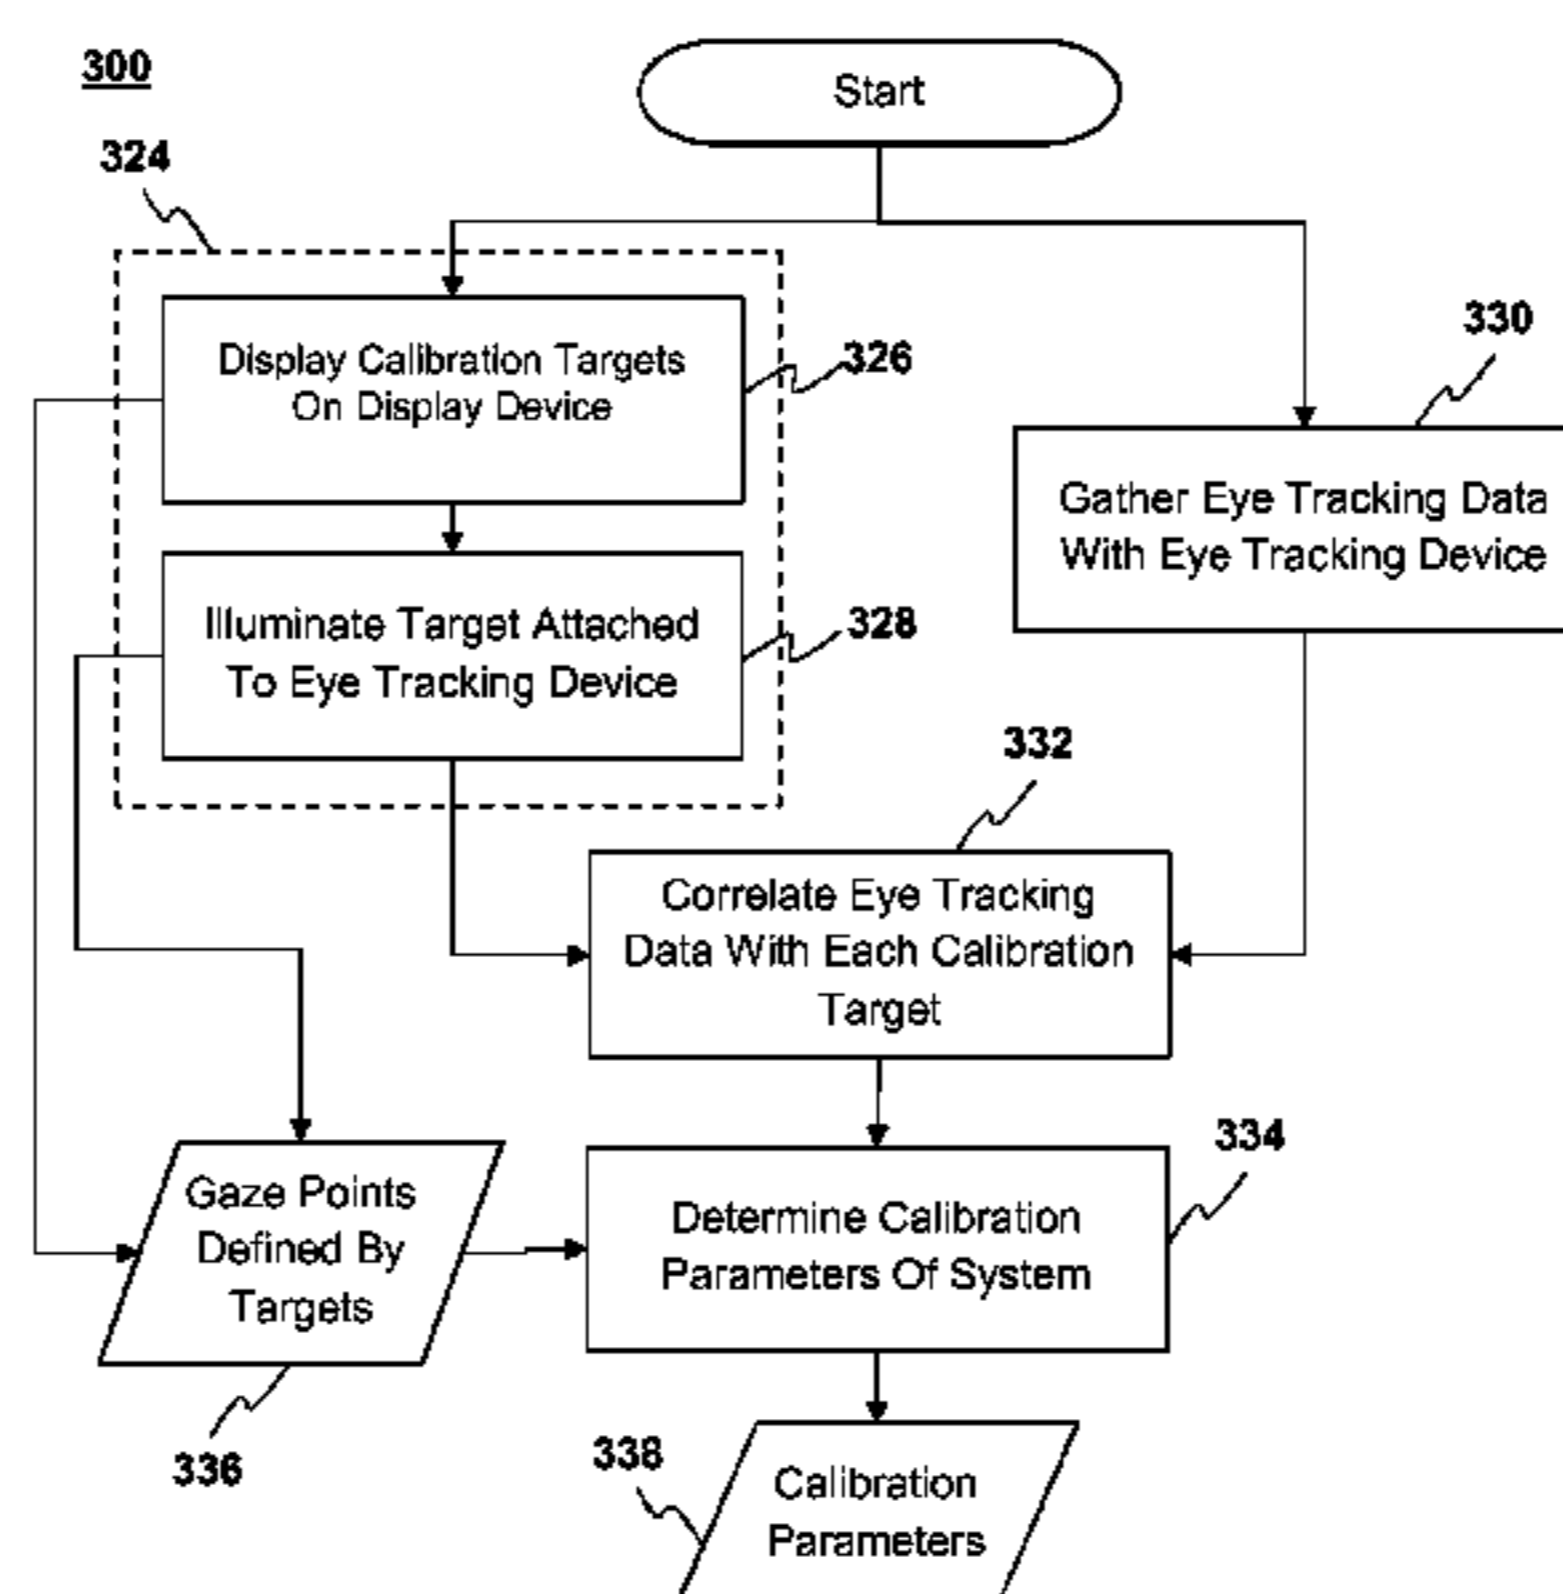 300
Start
324
Display Calibration Targets
On Display Device
326
330
Gather Eye Tracking Data
With Eye Tracking Device
Illuminate Target Attached
To Eye Tracking Device
328
332
Correlate Eye Tracking
Data With Each Calibration
Target
334
Gaze Points
Defined By
Targets
Determine Calibration
Parameters Of System
336
338
Calibration
Parameters